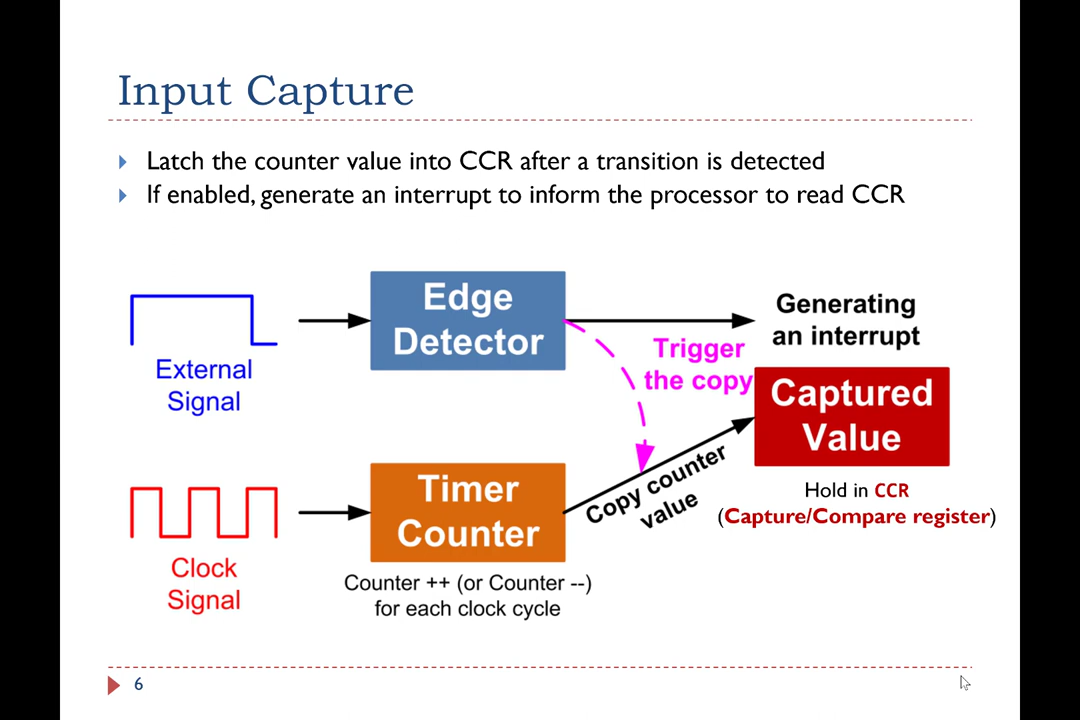 Input Capture
Latch the counter value into CCR after a transition is detected
If enabled, generate an interrupt to inform the processor to read CCR
External
Signal
Edge
Detector
Generating
an interrupt
Trigger
the copy
Captured
Value
Hold in CCR
(Capture/Compare register)
Clock
Signal
Timer
Counter
Copy counter
value
Counter ++ (or Counter --)
for each clock cycle
6